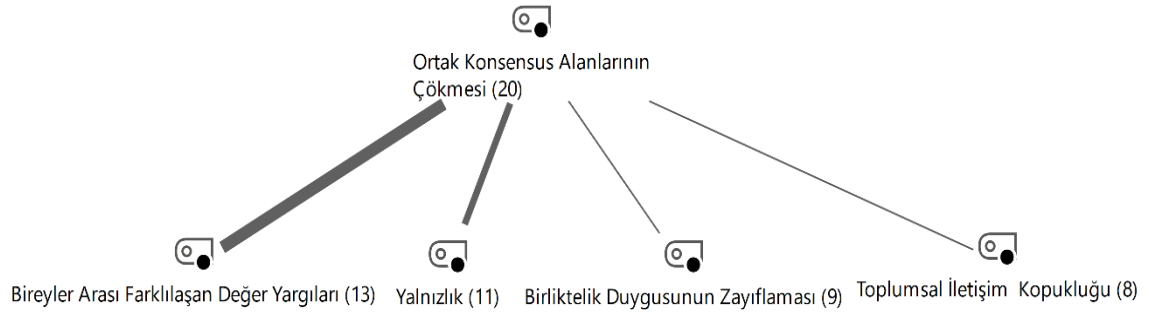 Ortak Konsensus Alanlarının
Çökmesi (20)
Bireyler Arası Farklılaşan Değer Yargıları (13)
Yalnızlık (11)
Birliktelik Duygusunun Zayıflaması (9)
Toplumsal İletişim Kopukluğu (8)